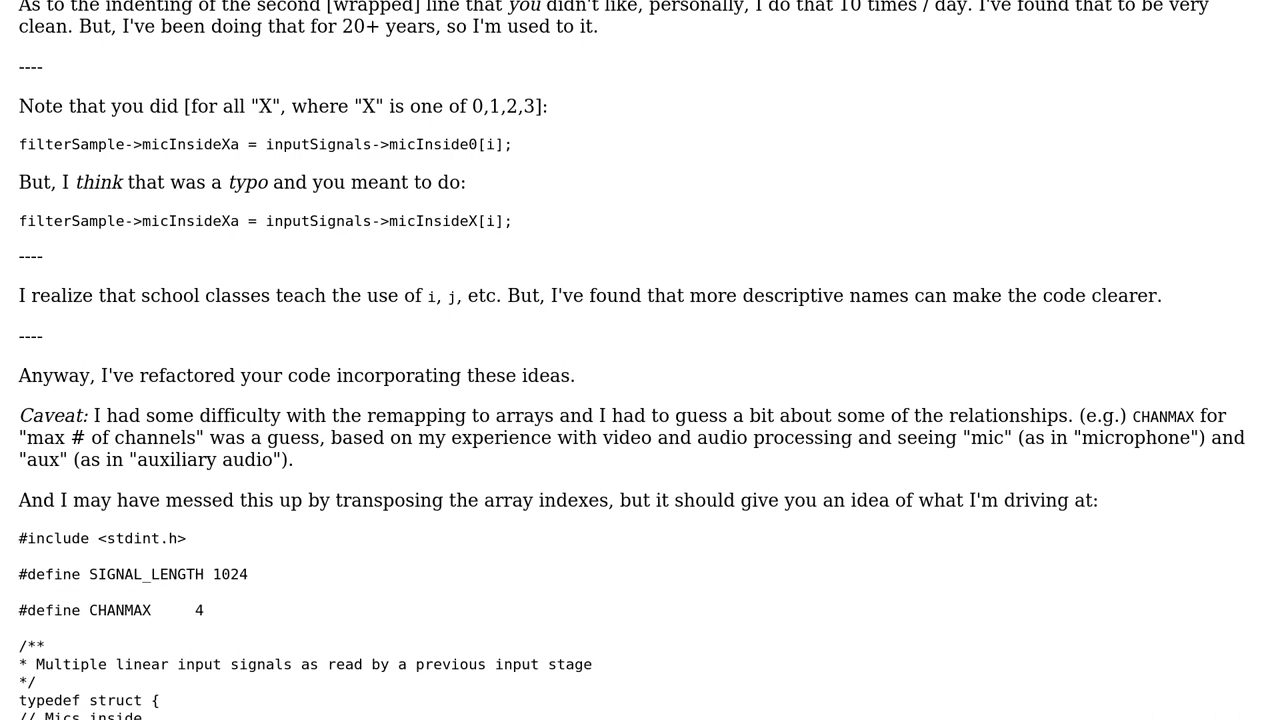 As to the indenting of the second [wrapped] line that you didn't like, personally, I do that 10 times / day. I've found that to be very
clean. But, I've been doing that for 20+ years, so I'm used to it.
----
Note that you did [for all "X", where "X" is one of 0,1,2,3]:
filterSample->micInsideXa = inputSignals->micInside0[i];
But, I think that was a typo and you meant to do:
filterSample->micInsideXa = inputSignals->micInsideX[i];
----
I realize that school classes teach the use of i, j, etc. But, I've found that more descriptive names can make the code clearer.
----
Anyway, I've refactored your code incorporating these ideas.
Caveat: I had some difficulty with the remapping to arrays and I had to guess a bit about some of the relationships. (e.g.) CHANMAX for
"max # of channels" was a guess, based on my experience with video and audio processing and seeing "mic" (as in "microphone") and
"aux" (as in "auxiliary audio").
And I may have messed this up by transposing the array indexes, but it should give you an idea of what I'm driving at:
#include <stdint.h>
#define SIGNAL_LENGTH 1024
#define CHANMAX     4
/**
* Multiple linear input signals as read by a previous input stage
*/
typedef struct {
// Mics inside